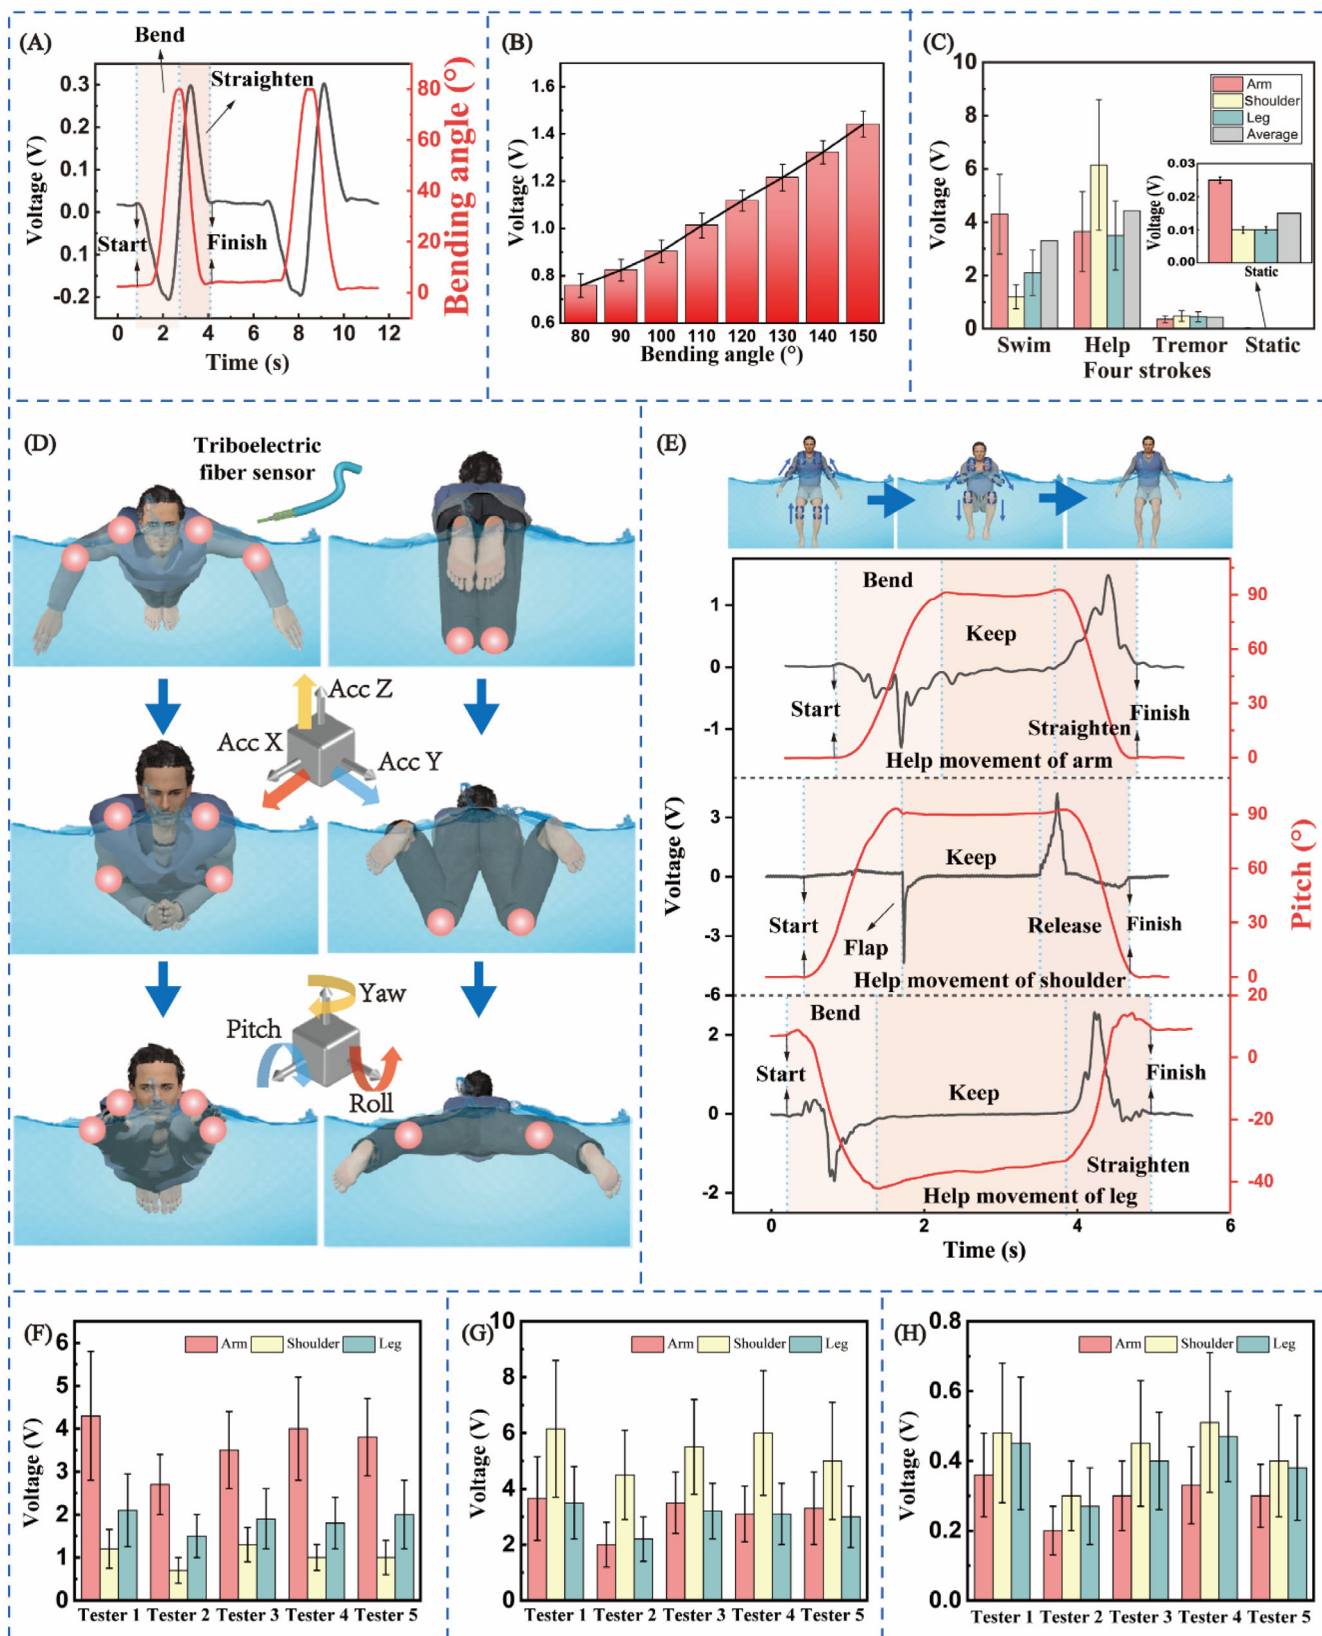 (A)
Bend
Straighten
0.3
0.2
0.1
0.0
0.1
-0.2
Voltage (V)
80
60
40
20
0
Bending angle (°)
Start
Finish
0 2 4 6 8 10 12
Time (s)
(B)
1.6
1.4
1.2
1.0
0.8
0.6
Voltage (V)
80 90 100 110 120 130 140 150
Bending angle (°)
(C)
10
8
6
4
2
0
Voltage (V)
Arm
Shoulder
Leg
Average
0.03
0.02
0.01
0.00
Voltage (V)
Static
Swim Help Tremor Static
Four strokes
(D)
Triboelectric
fiber sensor
Acc Z
Acc X
Acc Y
Yaw
Pitch
Roll
(E)
Bend
Keep
Start
Straighten
Finish
Help movement of arm
1
0
-1
90
60
30
0
Keep
Start
Flap
Release
Finish
Help movement of shoulder
3
0
-3
-6
90
60
30
0
Voltage (V)
Pitch (°)
Bend
Start
Keep
Finish
Straighten
Help movement of leg
2
0
-2
20
0
-20
-40
0 2 4 6
Time (s)
(F)
Arm Shoulder Leg
6
5
4
3
2
1
0
Voltage (V)
Tester 1 Tester 2 Tester 3 Tester 4 Tester 5
(G)
Arm Shoulder Leg
10
8
6
4
2
0
Voltage (V)
Tester 1 Tester 2 Tester 3 Tester 4 Tester 5
(H)
Arm Shoulder Leg
0.8
0.6
0.4
0.2
0.0
Voltage (V)
Tester 1 Tester 2 Tester 3 Tester 4 Tester 5